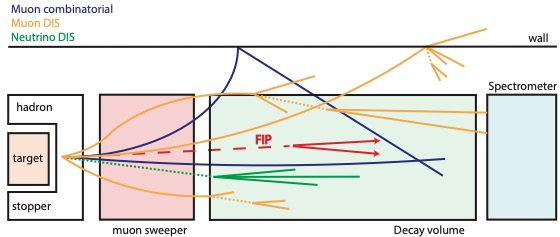 Muon combinatorial
Muon DIS
Neutrino DIS
wall
Spectrometer
hadron
target
stopper
FIP
muon sweeper
Decay volume